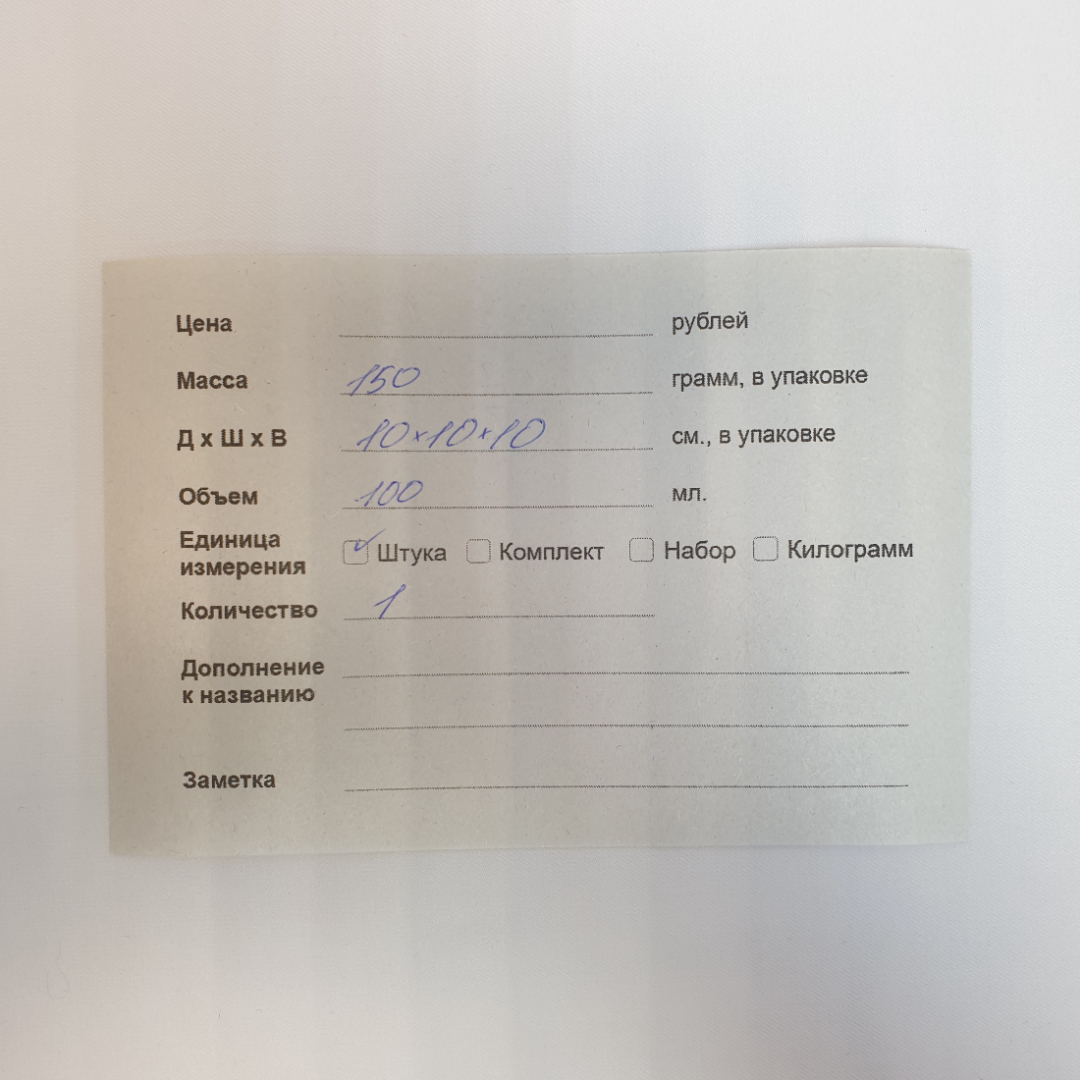 Цена рублей
Масса 150 грамм, в упаковке
Д х Ш х В 10×10×10 см., в упаковке
Объем 100 мл.
Единица
измерения Штука Комплект Набор Килограмм
Количество 1
Дополнение
к названию
Заметка